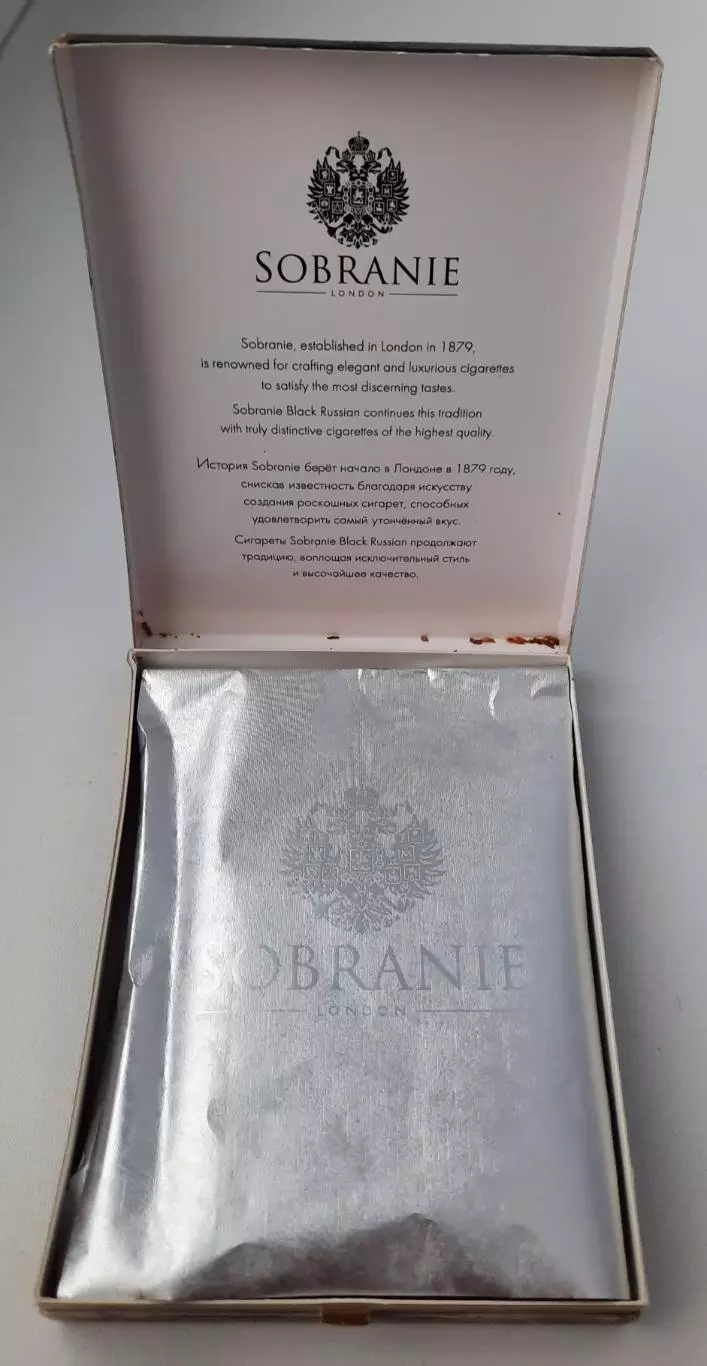 SOBRANIE
LONDON
Sobranie, established in London in 1879,
is renowned for crafting elegant and luxurious cigarettes
to satisfy the most discerning tastes.
Sobranie Black Russian continues this tradition
with truly distinctive cigarettes of the highest quality.
История Sobranie берёт начало в Лондоне в 1879 году,
снискав известность благодаря искусству
создания роскошных сигарет, способных
удовлетворить самый утончённый вкус.
Сигареты Sobranie Black Russian продолжают
традицию, воплощая исключительный стиль
и высочайшее качество.
SOBRANIE
LONDON